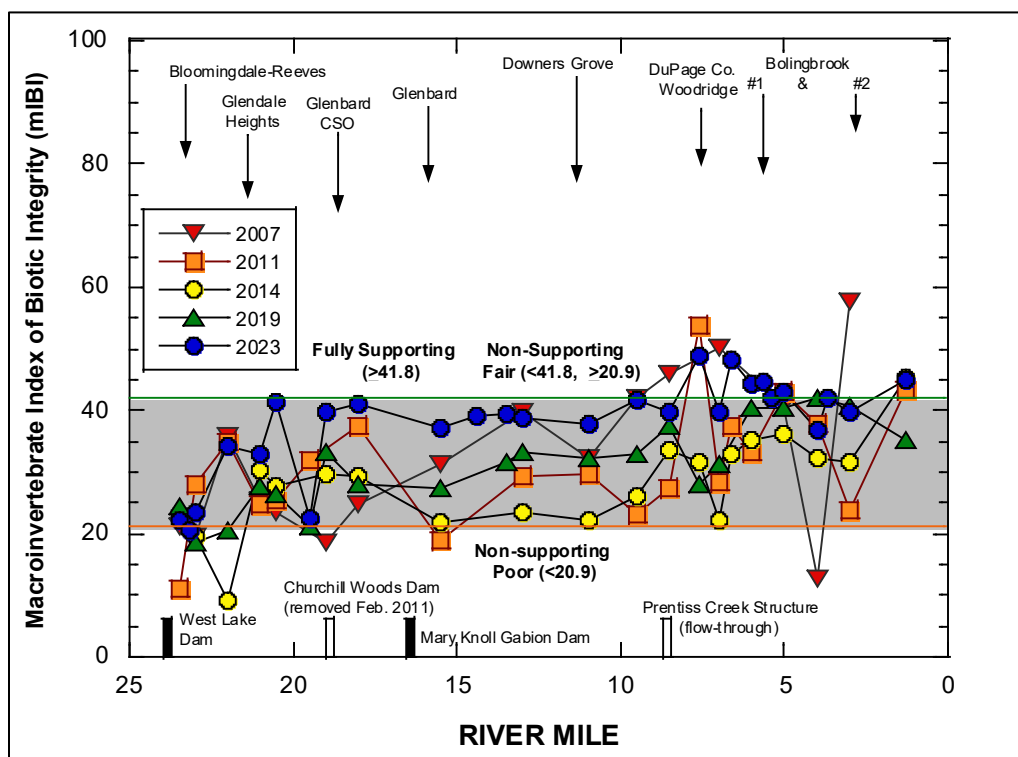 Macroinvertebrate Index of Biotic Integrity (mIBI)
100
80
60
40
20
0
Bloomingdale-Reeves
Glendale
Heights
Glenbard
CSO
Glenbard
Downers Grove
DuPage Co.
Woodridge
Bolingbrook
#1 & #2
2007
2011
2014
2019
2023
Fully Supporting
(≥41.8)
Non-Supporting
Fair (<41.8, ≥20.9)
Non-supporting
Poor (<20.9)
West Lake
Dam
Churchill Woods Dam
(removed Feb. 2011)
Mary Knoll Gabion Dam
Prentiss Creek Structure
(flow-through)
25 20 15 10 5 0
RIVER MILE